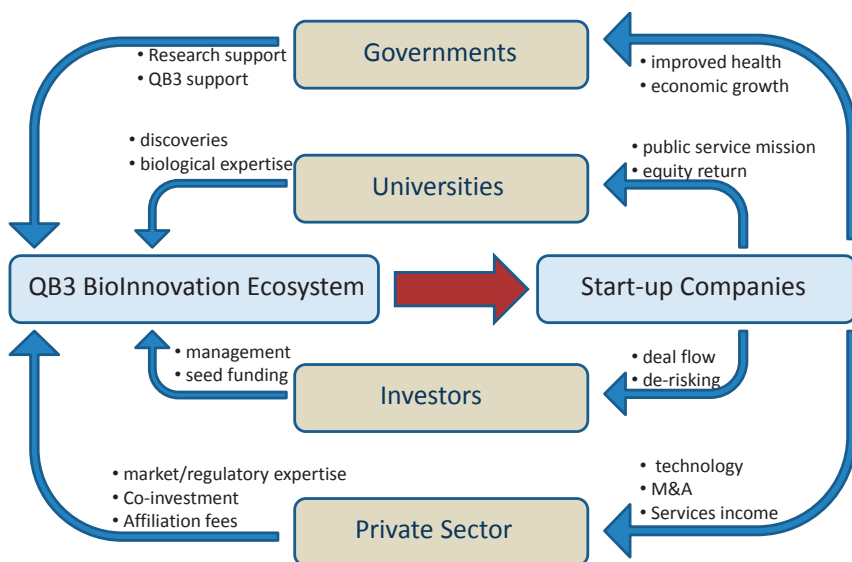 Governments
• Research support
• QB3 support
• improved health
• economic growth
• discoveries
• biological expertise
• public service mission
• equity return
Universities
QB3 BioInnovation Ecosystem
Start-up Companies
• management
• seed funding
• deal flow
• de-risking
Investors
• market/regulatory expertise
• Co-investment
• Affiliation fees
• technology
• M&A
• Services income
Private Sector